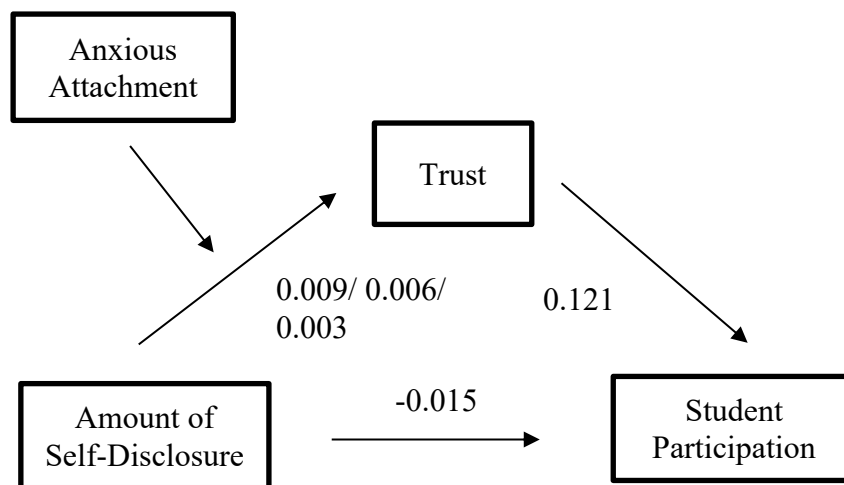 Anxious
Attachment
Trust
0.009/ 0.006/
0.003
0.121
-0.015
Amount of
Self-Disclosure
Student
Participation